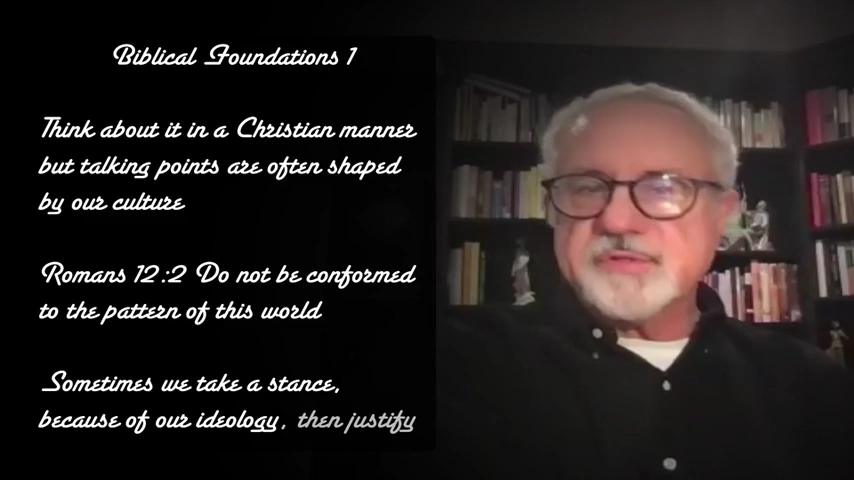 Biblical Foundations 1
Think about it in a Christian manner
but talking points are often shaped
by our culture
Romans 12:2 Do not be conformed
to the pattern of this world
Sometimes we take a stance,
because of our ideology, then justify